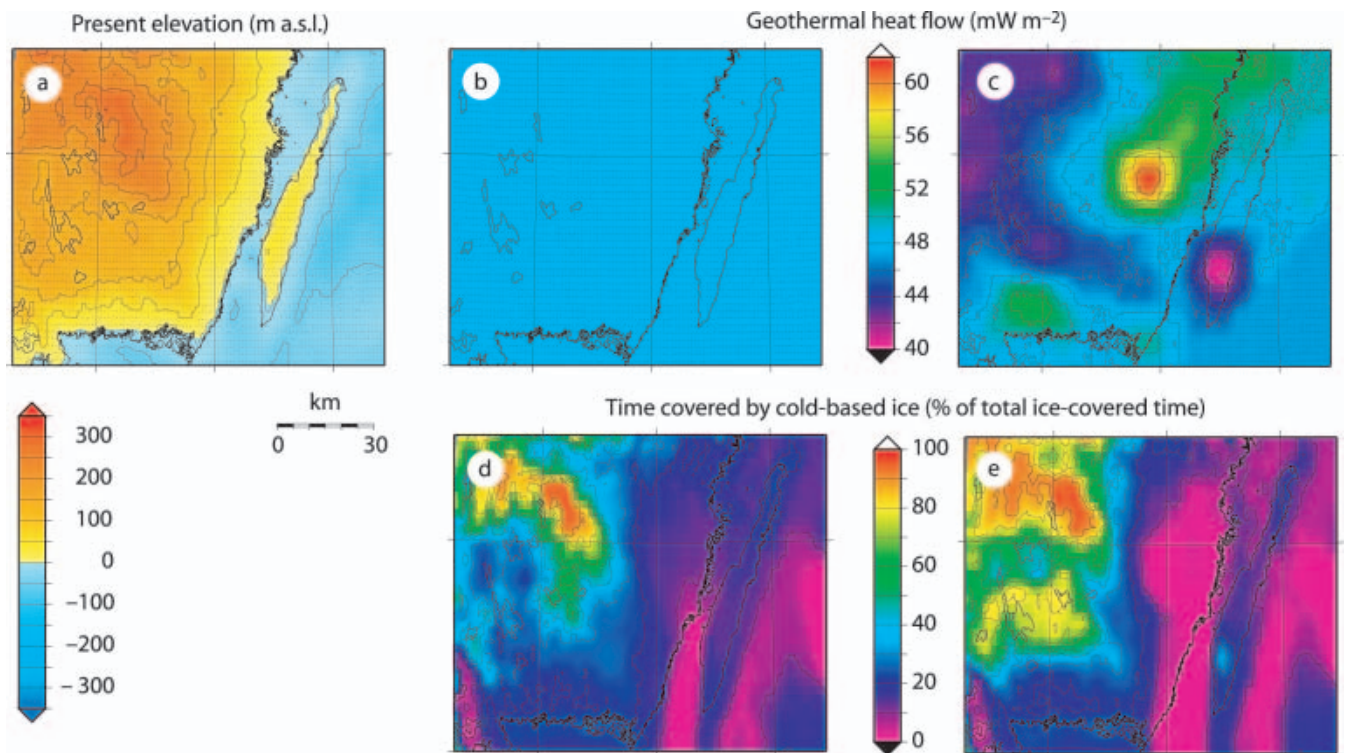 Present elevation (m a.s.l.)
Geothermal heat flow (mW m–2)
a
b
60
56
52
48
44
40
c
300
200
100
0
–100
–200
– 300
km
0 30
Time covered by cold-based ice (% of total ice-covered time)
d
100
80
60
40
20
0
e